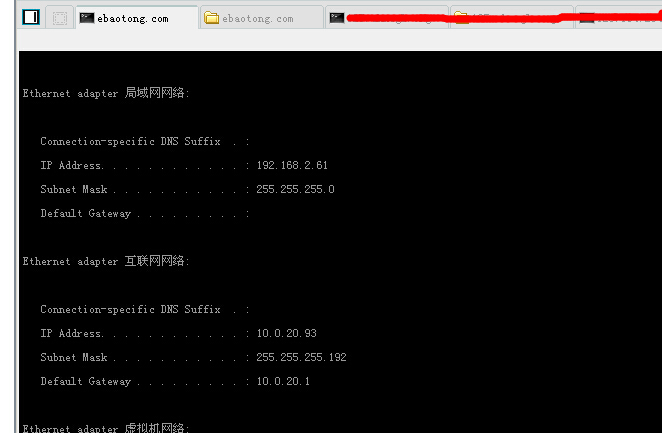 ebaotong.com ebaotong.com
Ethernet adapter 局域网网络:
Connection-specific DNS Suffix . :
IP Address. . . . . . . . . . . . : 192.168.2.61
Subnet Mask . . . . . . . . . . . : 255.255.255.0
Default Gateway . . . . . . . . . :
Ethernet adapter 互联网网络:
Connection-specific DNS Suffix . :
IP Address. . . . . . . . . . . . : 10.0.20.93
Subnet Mask . . . . . . . . . . . : 255.255.255.192
Default Gateway . . . . . . . . . : 10.0.20.1
Ethernet adapter 虚拟机网络: